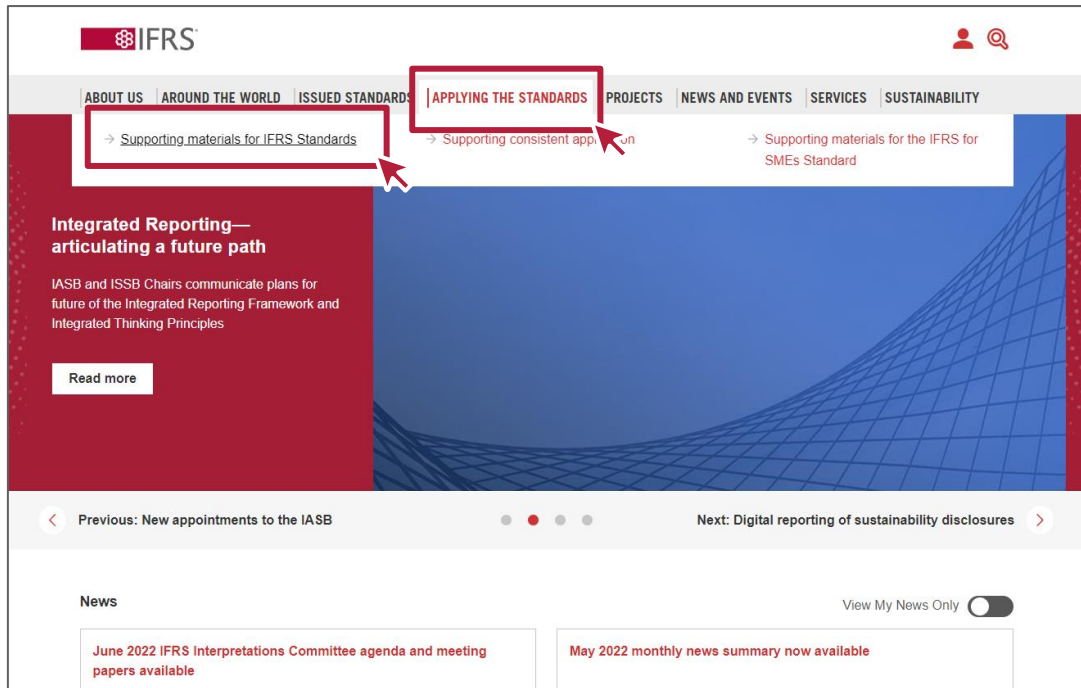 IFRS
ABOUT US AROUND THE WORLD ISSUED STANDARDS APPLYING THE STANDARDS PROJECTS NEWS AND EVENTS SERVICES SUSTAINABILITY
→ Supporting materials for IFRS Standards
→ Supporting consistent application
→ Supporting materials for the IFRS for
SMEs Standard
Integrated Reporting—
articulating a future path
IASB and ISSB Chairs communicate plans for
future of the Integrated Reporting Framework and
Integrated Thinking Principles
Read more
Previous: New appointments to the IASB
Next: Digital reporting of sustainability disclosures
News
View My News Only
June 2022 IFRS Interpretations Committee agenda and meeting
papers available
May 2022 monthly news summary now available